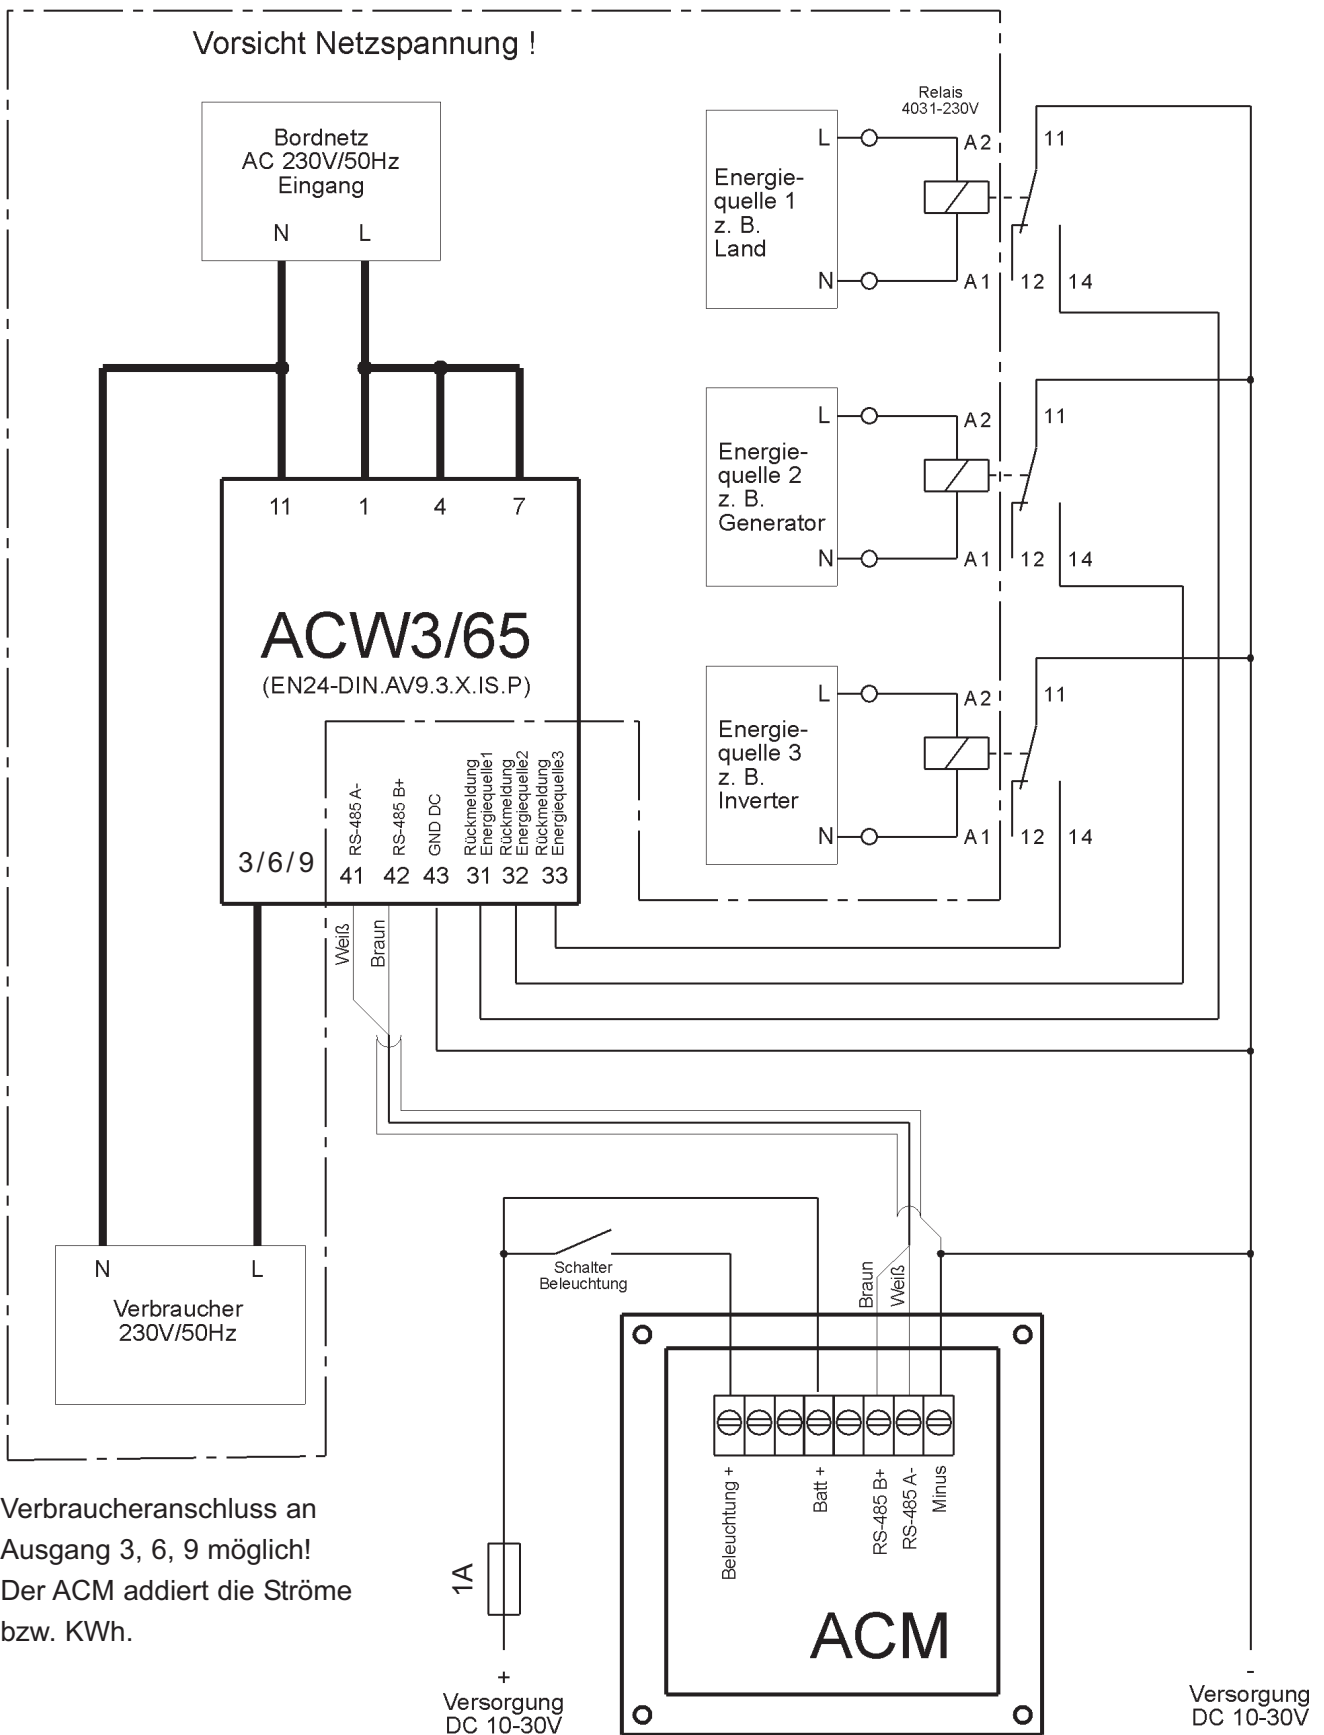 Vorsicht Netzspannung !
Bordnetz
AC 230V/50Hz
Eingang
N
L
Relais
4031-230V
Energie-
quelle 1
z. B.
Land
L
N
A2
A1
11
12
14
Energie-
quelle 2
z. B.
Generator
L
N
A2
A1
11
12
14
Energie-
quelle 3
z. B.
Inverter
L
N
A2
A1
11
12
14
11
1
4
7
ACW3/65
(EN24-DIN.AV9.3.X.IS.P)
RS-485 A-
RS-485 B+
GND DC
Rückmeldung
Energiequelle1
Rückmeldung
Energiequelle2
Rückmeldung
Energiequelle3
3/6/9
41
42
43
31
32
33
Weiß
Braun
N
L
Verbraucher
230V/50Hz
Schalter
Beleuchtung
Braun
Weiß
Beleuchtung +
Batt +
RS-485 B+
RS-485 A-
Minus
ACM
Verbraucheranschluss an
Ausgang 3, 6, 9 möglich!
Der ACM addiert die Ströme
bzw. KWh.
1A
+
Versorgung
DC 10-30V
-
Versorgung
DC 10-30V